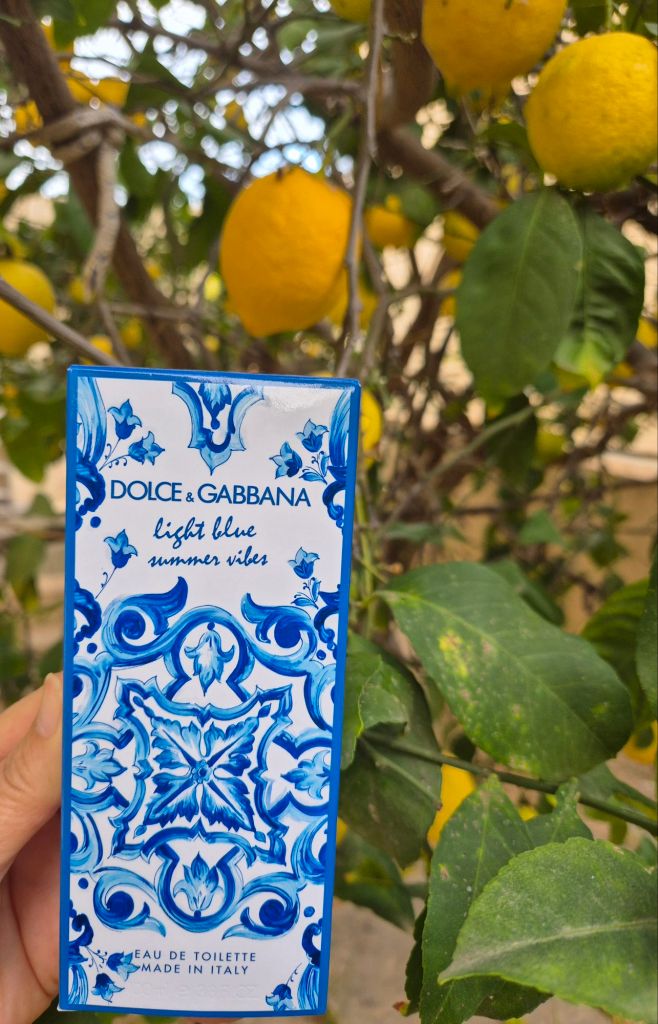 DOLCE & GABBANA
light blue
summer vibes
EAU DE TOILETTE
MADE IN ITALY